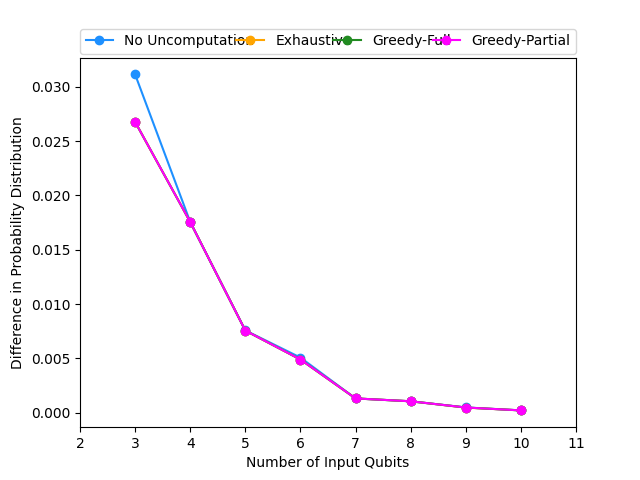 No Uncomputation Exhaustive Greedy-Full Greedy-Partial
0.030
0.025
0.020
0.015
0.010
0.005
0.000
Difference in Probability Distribution
2 3 4 5 6 7 8 9 10 11
Number of Input Qubits